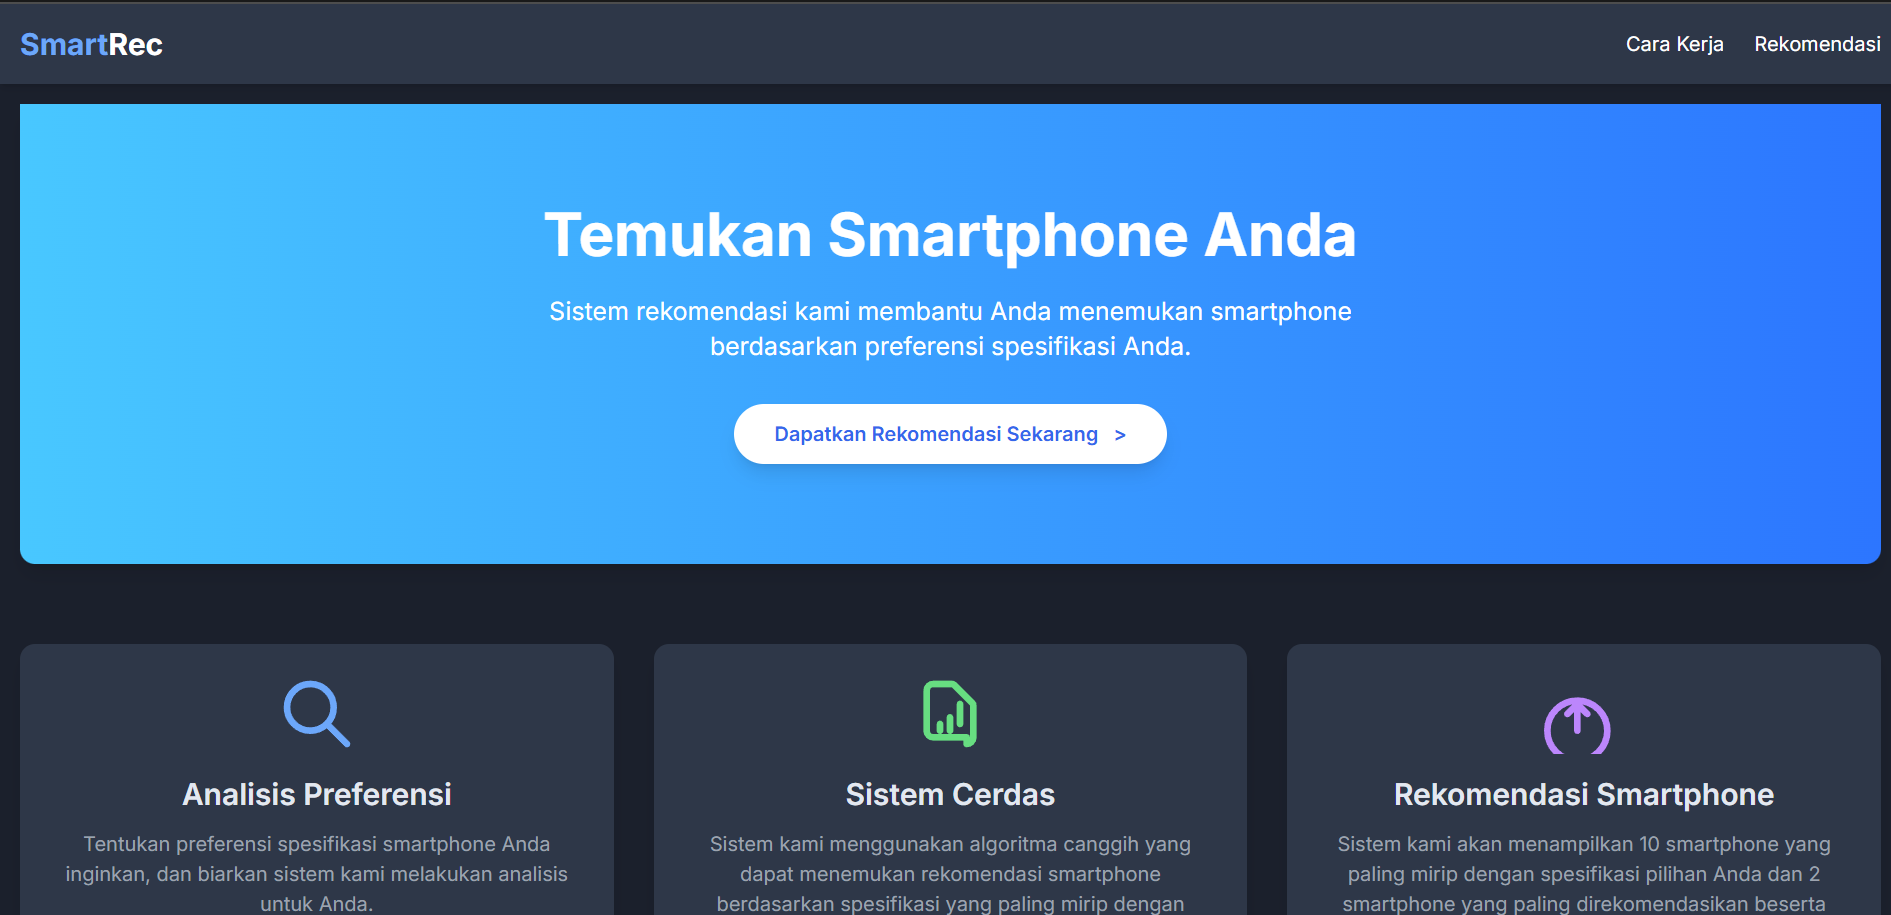 SmartRec
Cara Kerja
Rekomendasi
Temukan Smartphone Anda
Sistem rekomendasi kami membantu Anda menemukan smartphone
berdasarkan preferensi spesifikasi Anda.
Dapatkan Rekomendasi Sekarang >
Analisis Preferensi
Tentukan preferensi spesifikasi smartphone Anda
inginkan, dan biarkan sistem kami melakukan analisis
untuk Anda.
Sistem Cerdas
Sistem kami menggunakan algoritma canggih yang
dapat menemukan rekomendasi smartphone
berdasarkan spesifikasi yang paling mirip dengan
Rekomendasi Smartphone
Sistem kami akan menampilkan 10 smartphone yang
paling mirip dengan spesifikasi pilihan Anda dan 2
smartphone yang paling direkomendasikan beserta